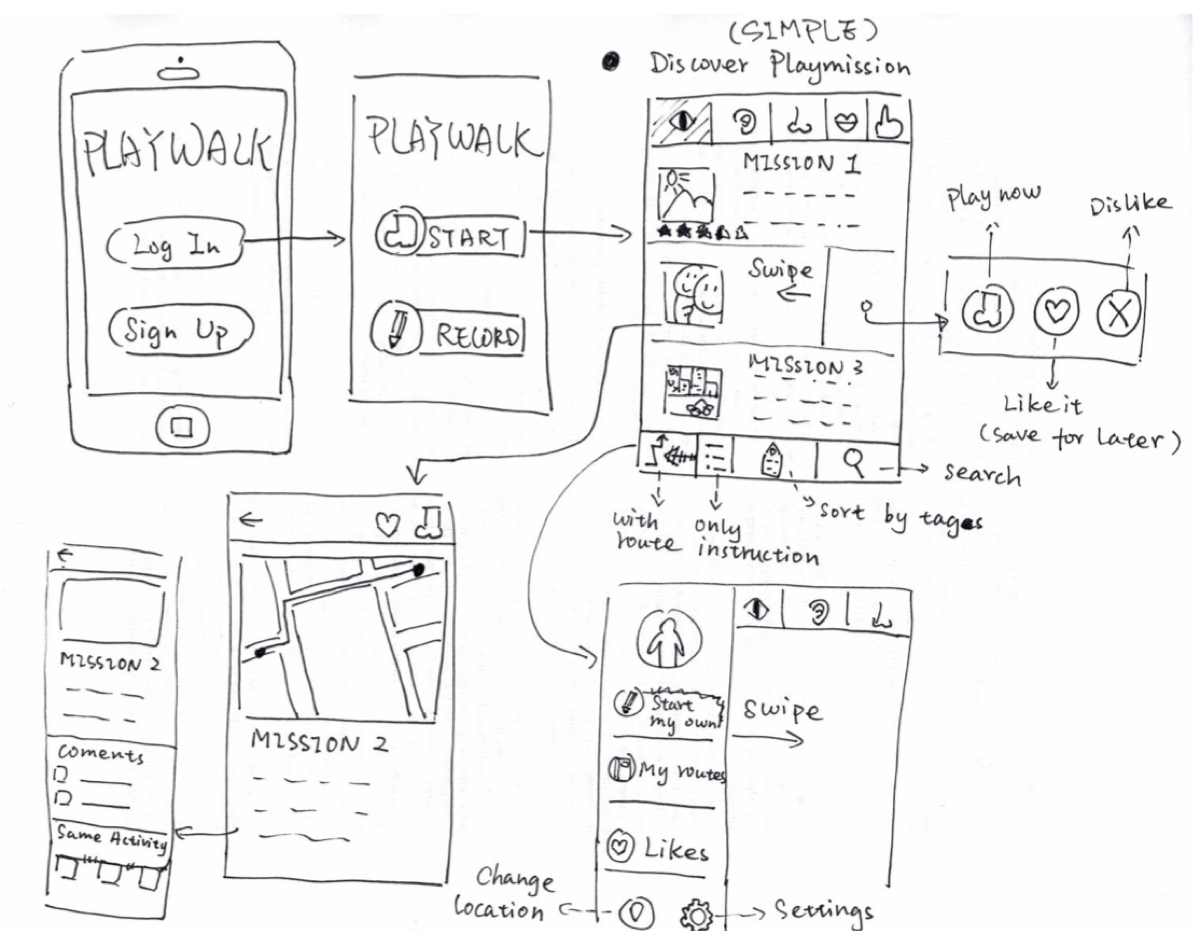 PLAYWALK
Log In
Sign Up
PLAYWALK
START
RECORD
(SIMPLE)
Discover Playmission
MISSION 1
Swipe
MISSION 3
Play now
Dislike
Like it
(Save for Later)
search
sort by tages
with
route
only
instruction
MISSION 2
MISSION 2
Coments
Same Activity
Start
my own
My routes
Likes
Swipe
Change
Location
Settings